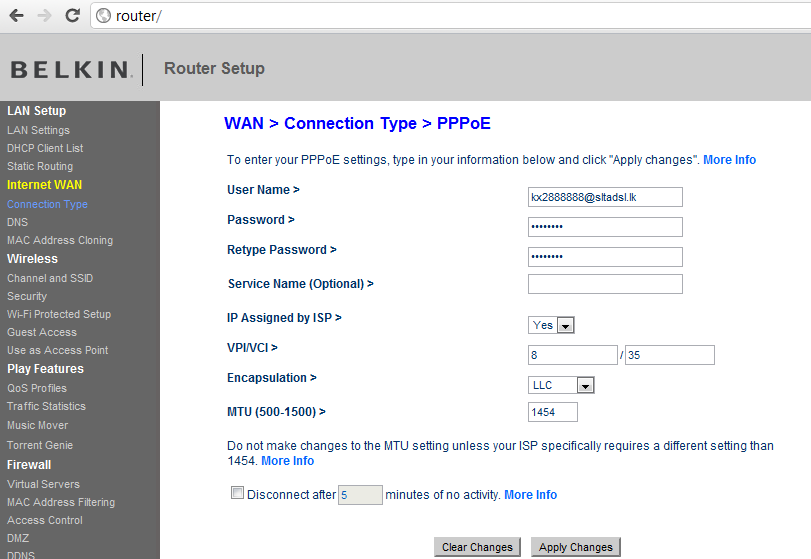 router/
BELKIN. Router Setup
LAN Setup
LAN Settings
DHCP Client List
Static Routing
Internet WAN
Connection Type
DNS
MAC Address Cloning
Wireless
Channel and SSID
Security
Wi-Fi Protected Setup
Guest Access
Use as Access Point
Play Features
QoS Profiles
Traffic Statistics
Music Mover
Torrent Genie
Firewall
Virtual Servers
MAC Address Filtering
Access Control
DMZ
DDNS
WAN > Connection Type > PPPoE
To enter your PPPoE settings, type in your information below and click "Apply changes". More Info
User Name > kx2888888@sltadsl.lk
Password > ••••••••
Retype Password > ••••••••
Service Name (Optional) >
IP Assigned by ISP > Yes
VPI/VCI > 8 / 35
Encapsulation > LLC
MTU (500-1500) > 1454
Do not make changes to the MTU setting unless your ISP specifically requires a different setting than
1454. More Info
Disconnect after 5 minutes of no activity. More Info
Clear Changes Apply Changes